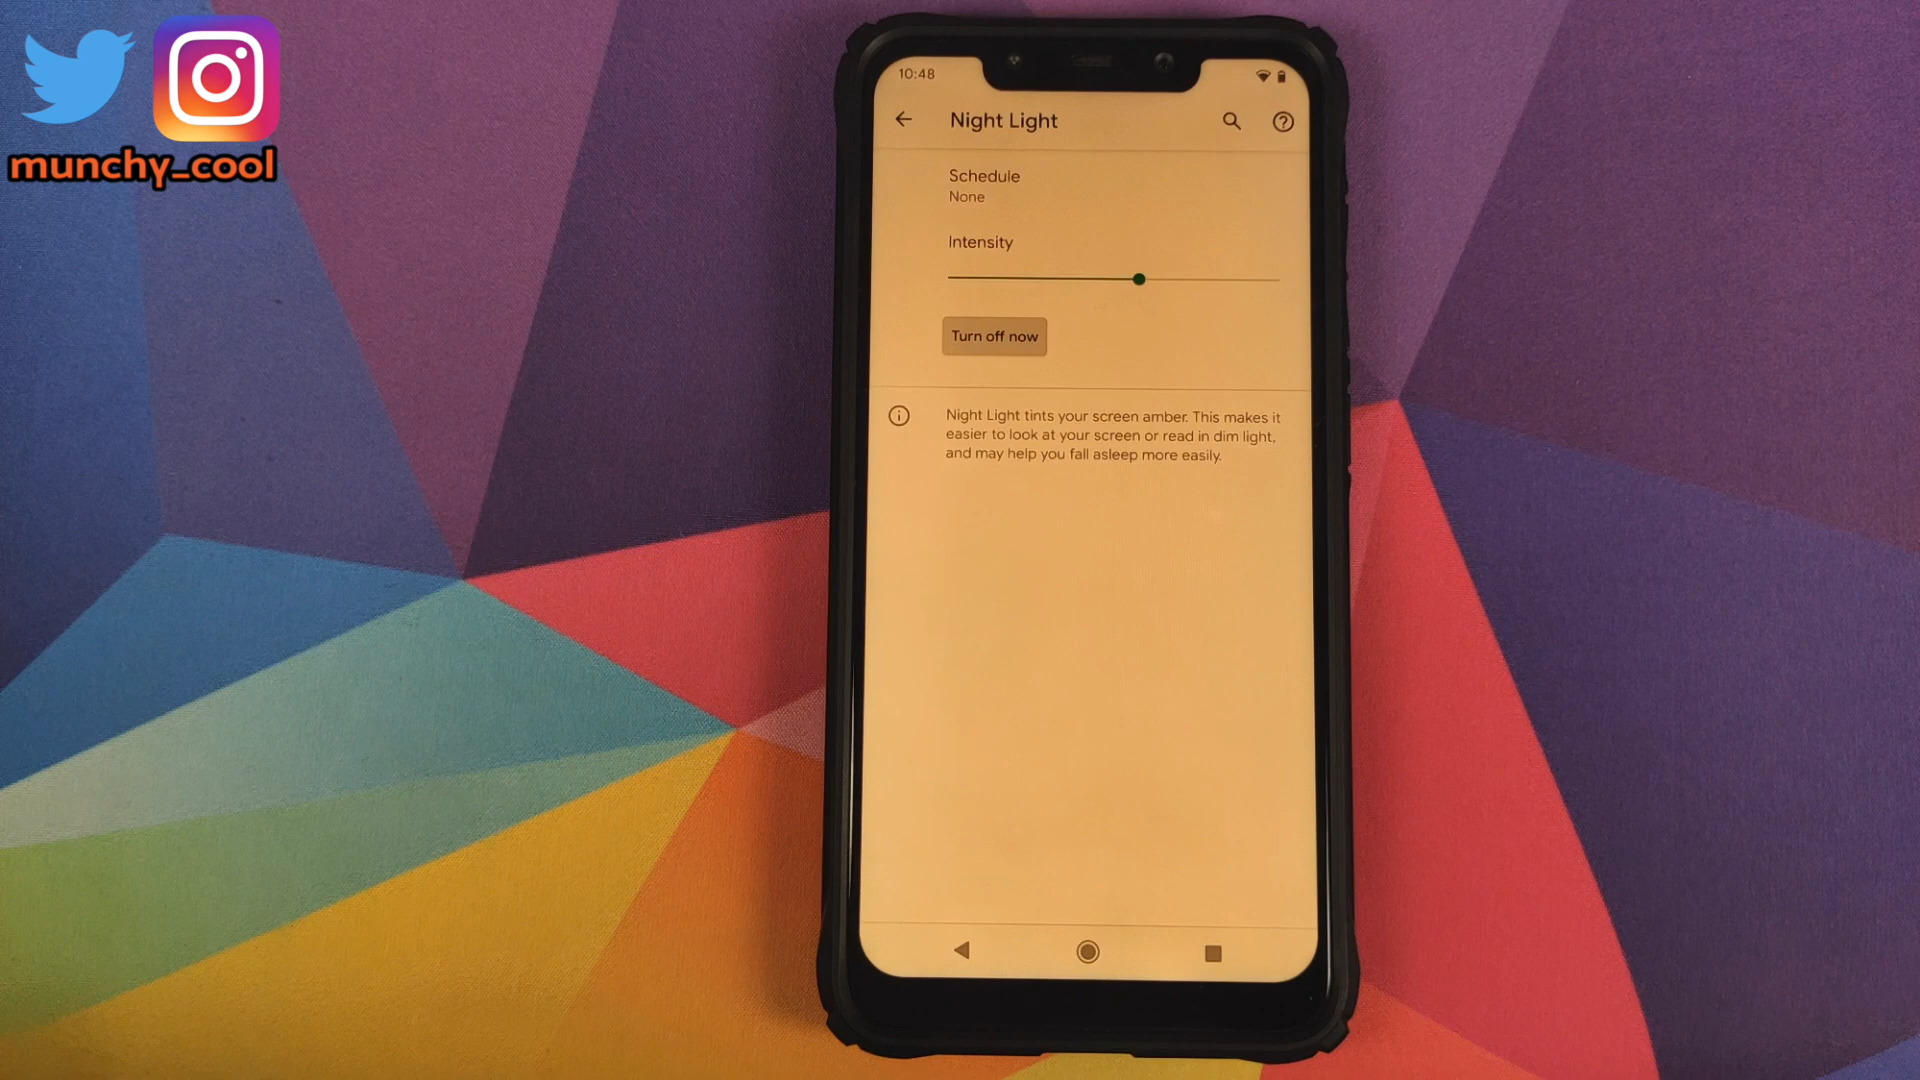 munchy_cool
10:48
Night Light
Schedule
None
Intensity
Turn off now
Night Light tints your screen amber. This makes it
easier to look at your screen or read in dim light,
and may help you fall asleep more easily.